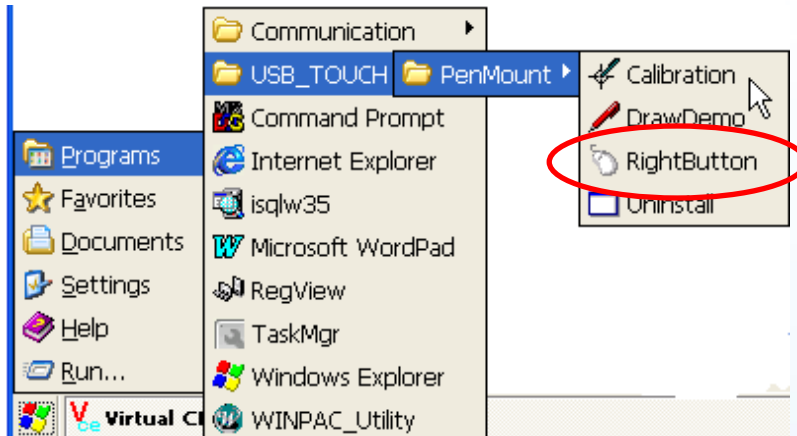 Communication
USB_TOUCH
PenMount
Calibration
Command Prompt
DrawDemo
Programs
Internet Explorer
RightButton
Favorites
isqlw35
Uninstall
Documents
Microsoft WordPad
Settings
RegView
Help
TaskMgr
Run...
Windows Explorer
Vce Virtual
WINPAC_Utility